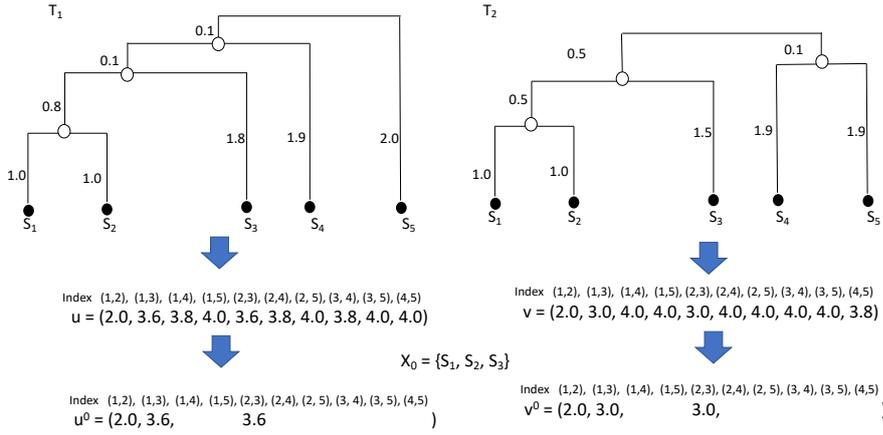 T1
T2
0.1
0.1
0.5
0.1
0.8
0.5
1.8
1.9
2.0
1.5
1.9
1.9
1.0
1.0
1.0
1.0
S1 S2 S3 S4 S5
S1 S2 S3 S4 S5
Index (1,2), (1,3), (1,4), (1,5), (2,3), (2,4), (2, 5), (3, 4), (3, 5), (4,5)
u = (2.0, 3.6, 3.8, 4.0, 3.6, 3.8, 4.0, 3.8, 4.0, 4.0)
Index (1,2), (1,3), (1,4), (1,5), (2,3), (2,4), (2, 5), (3, 4), (3, 5), (4,5)
v = (2.0, 3.0, 4.0, 4.0, 3.0, 4.0, 4.0, 4.0, 4.0, 3.8)
X0 = {S1, S2, S3}
Index (1,2), (1,3), (1,4), (1,5), (2,3), (2,4), (2, 5), (3, 4), (3, 5), (4,5)
u0 = (2.0, 3.6, 3.6 )
Index (1,2), (1,3), (1,4), (1,5), (2,3), (2,4), (2, 5), (3, 4), (3, 5), (4,5)
v0 = (2.0, 3.0, 3.0, )